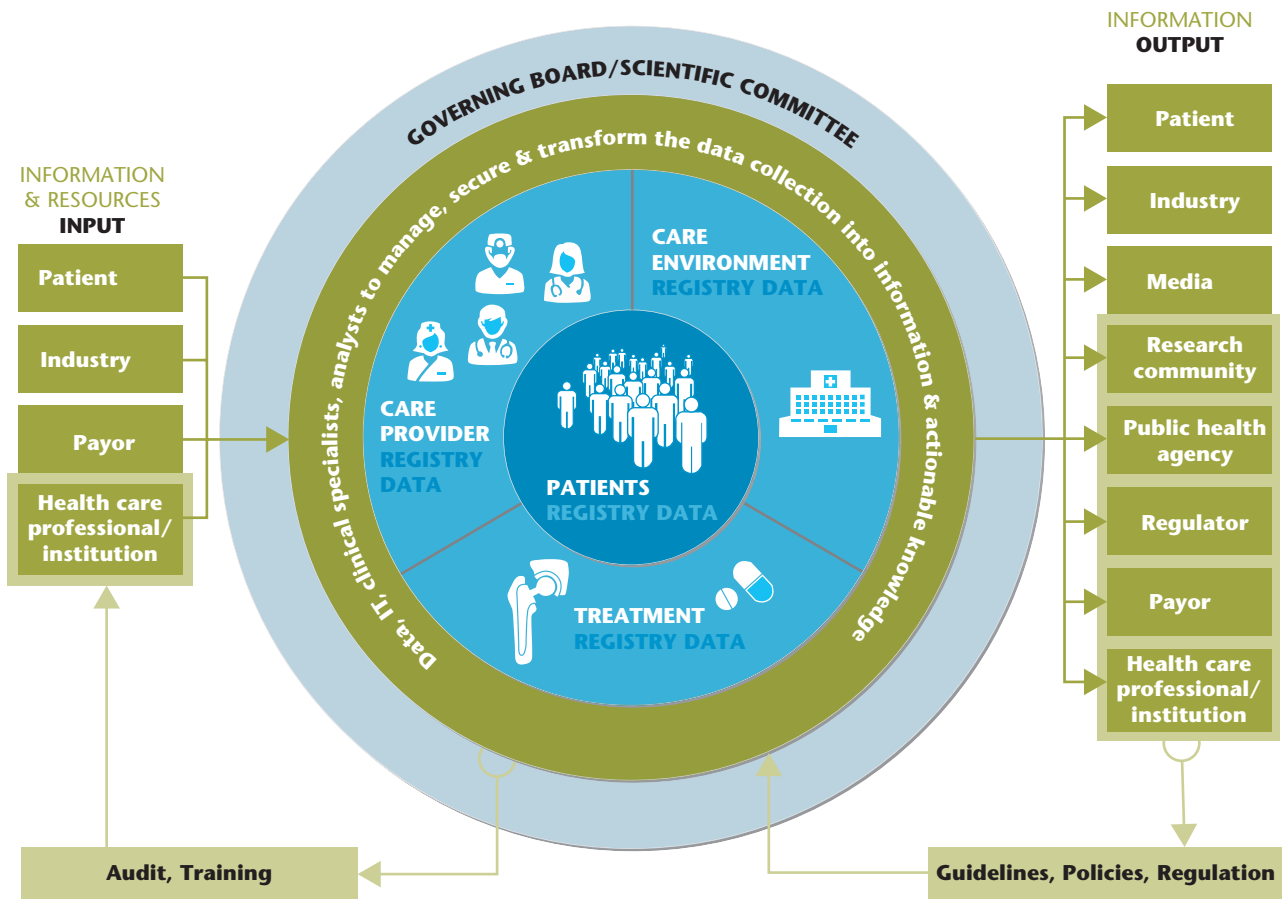 INFORMATION
& RESOURCES
INPUT
Patient
Industry
Payor
Health care
professional/
institution
GOVERNING BOARD/SCIENTIFIC COMMITTEE
Data, IT, clinical specialists, analysts to manage, secure & transform the data collection into information & actionable knowledge
CARE
ENVIRONMENT
REGISTRY DATA
CARE
PROVIDER
REGISTRY
DATA
PATIENTS
REGISTRY DATA
TREATMENT
REGISTRY DATA
INFORMATION
OUTPUT
Patient
Industry
Media
Research
community
Public health
agency
Regulator
Payor
Health care
professional/
institution
Audit, Training
Guidelines, Policies, Regulation